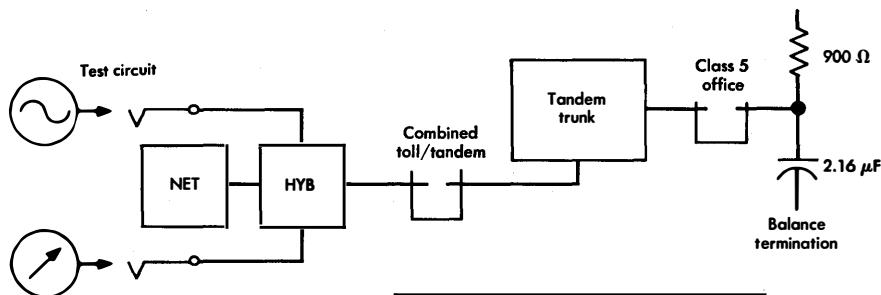 Test circuit
NET
HYB
Combined
toll/tandem
Tandem
trunk
Class 5
office
900 Ω
2.16 μF
Balance
termination